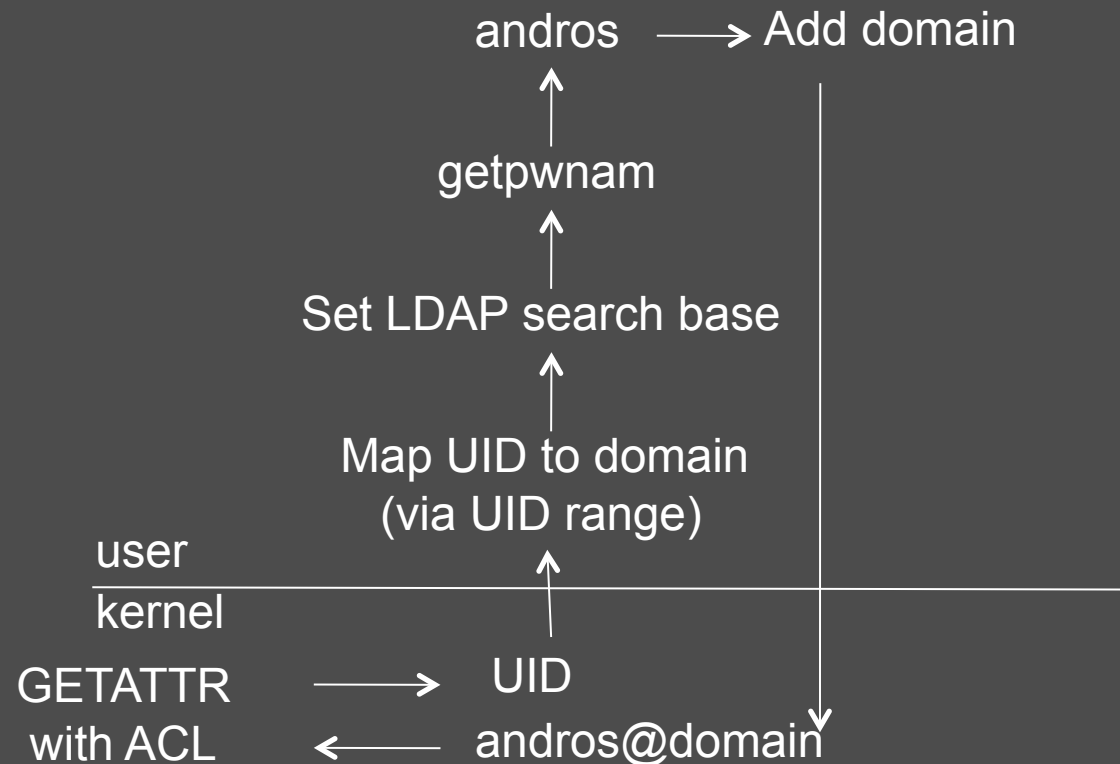 andros
Add domain
getpwnam
Set LDAP search base
Map UID to domain
(via UID range)
user
kernel
GETATTR
UID
with ACL
andros@domain